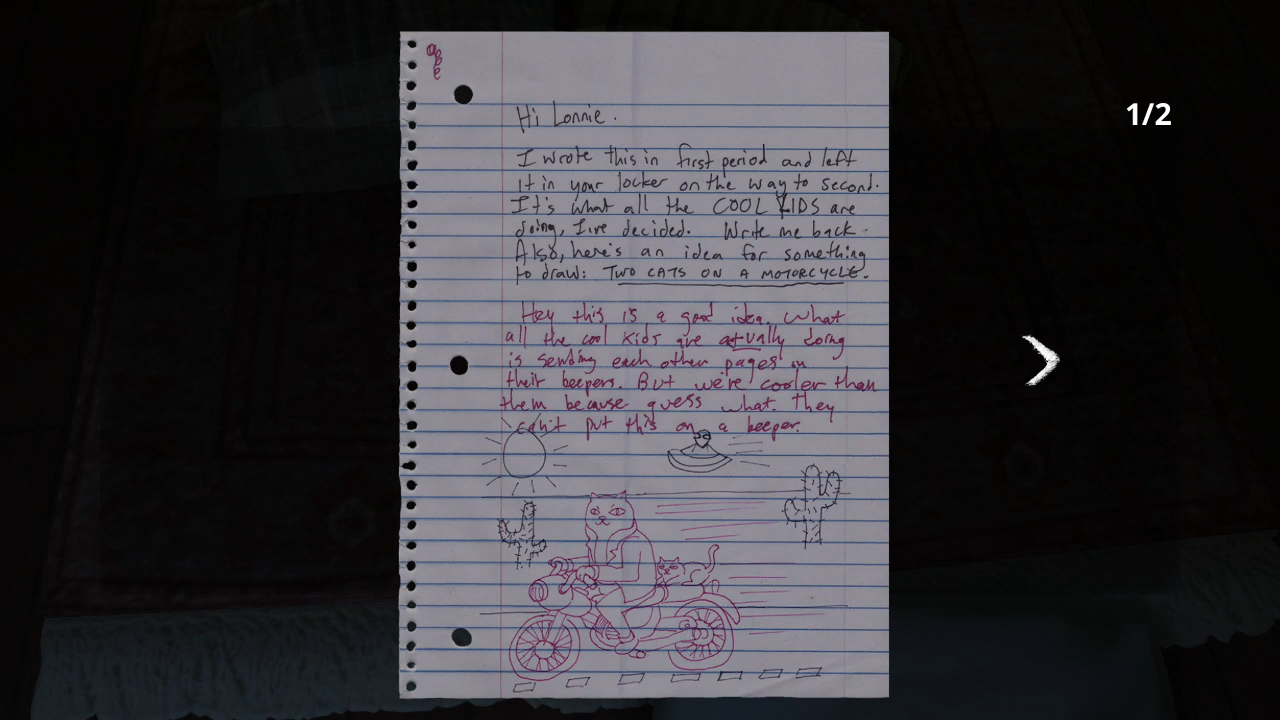 1/2
Hi Lonnie.
I wrote this in first period and left
it in your locker on the way to second.
It's what all the COOL KIDS are
doing, I've decided. Write me back.
Also, here's an idea for something
to draw: TWO CATS ON A MOTORCYCLE.
Hey this is a good idea. What
all the cool kids are actually doing
is sending each other pages on
their beepers. But we're cooler than
them because guess what. They
can't put this on a beeper.